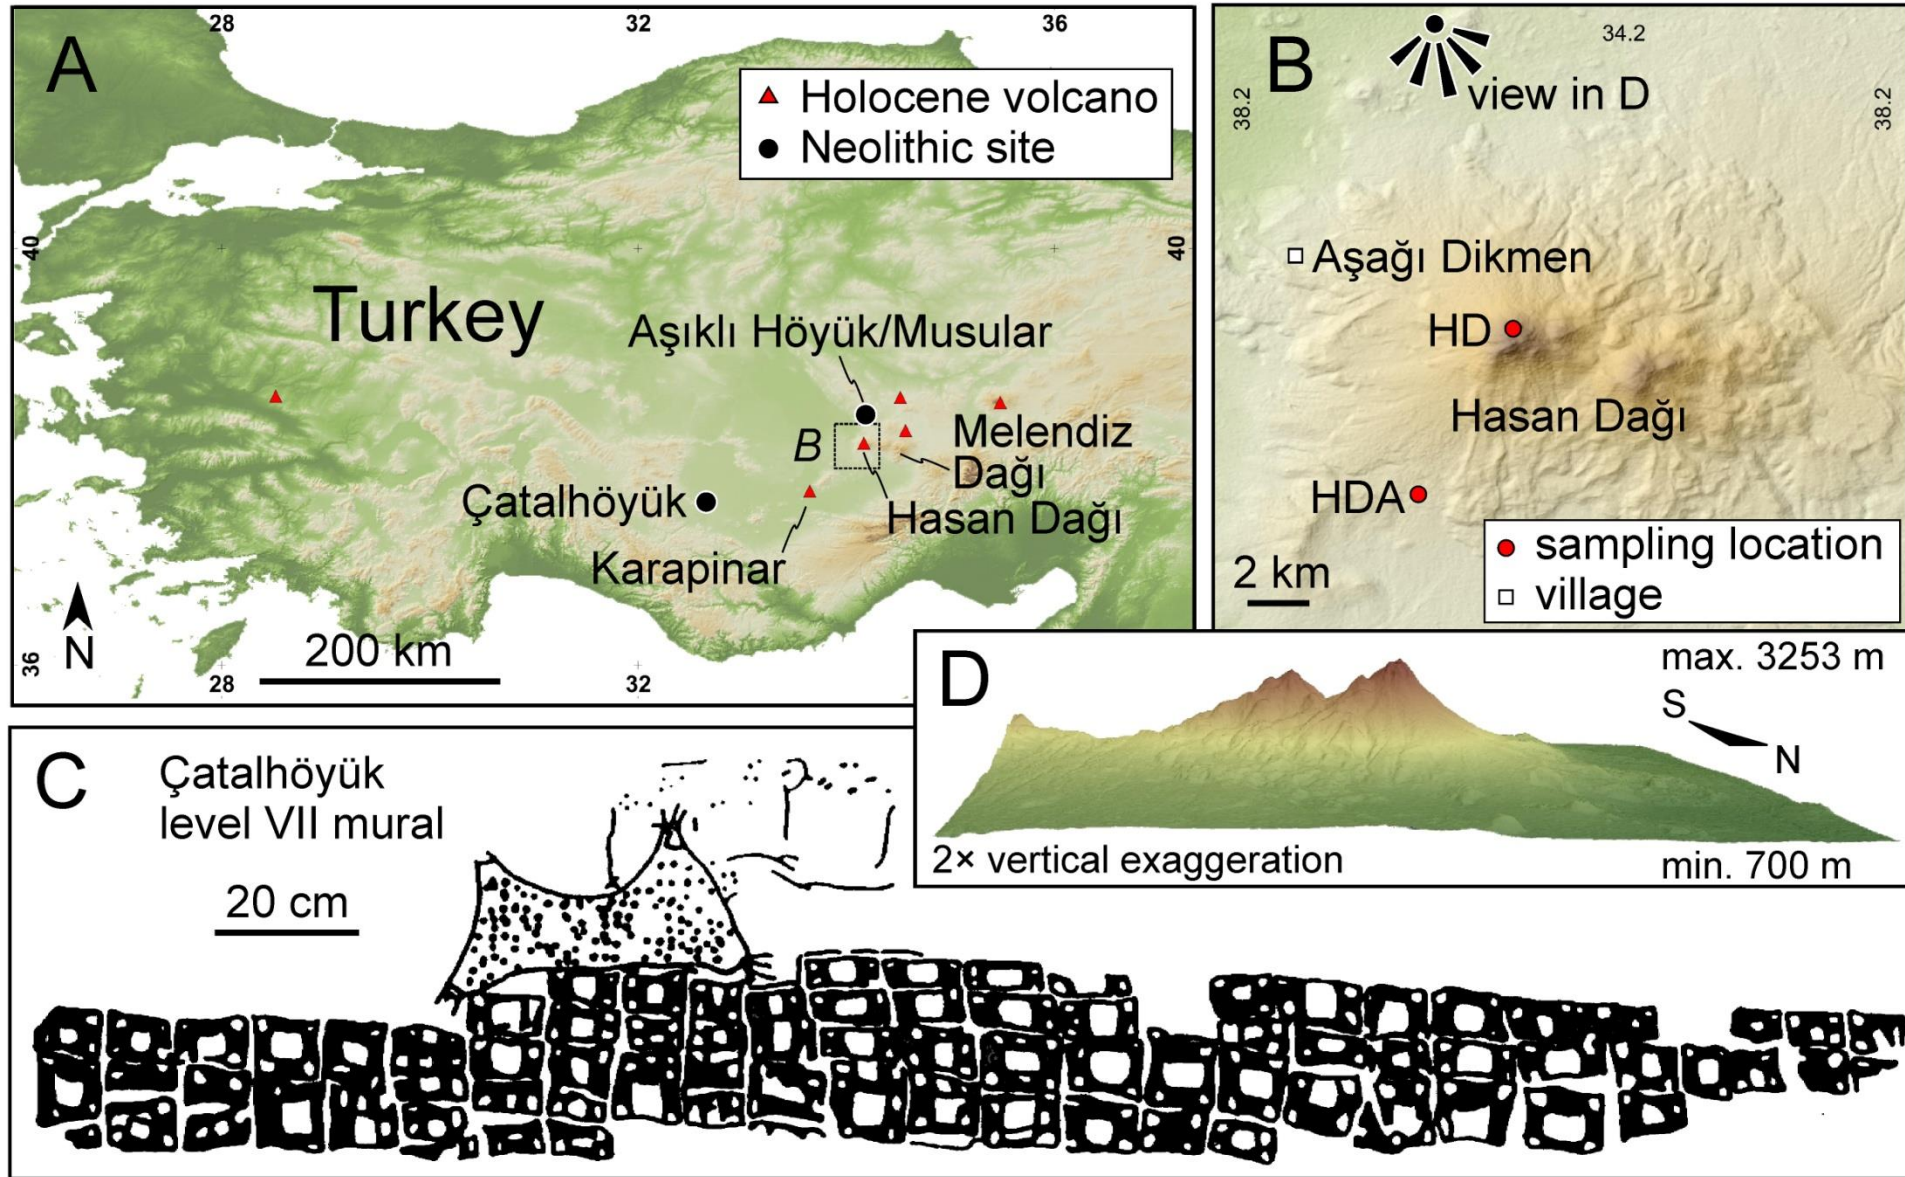 A
28
32
36
Holocene volcano
Neolithic site
40
40
Turkey
Aşıklı Höyük/Musular
B
Melendiz
Dağı
Çatalhöyük
Hasan Dağı
Karapinar
N
200 km
36
28
32
B
34.2
38.2
38.2
view in D
Aşağı Dikmen
HD
Hasan Dağı
HDA
sampling location
village
2 km
C
Çatalhöyük
level VII mural
20 cm
D
max. 3253 m
S
N
2× vertical exaggeration
min. 700 m